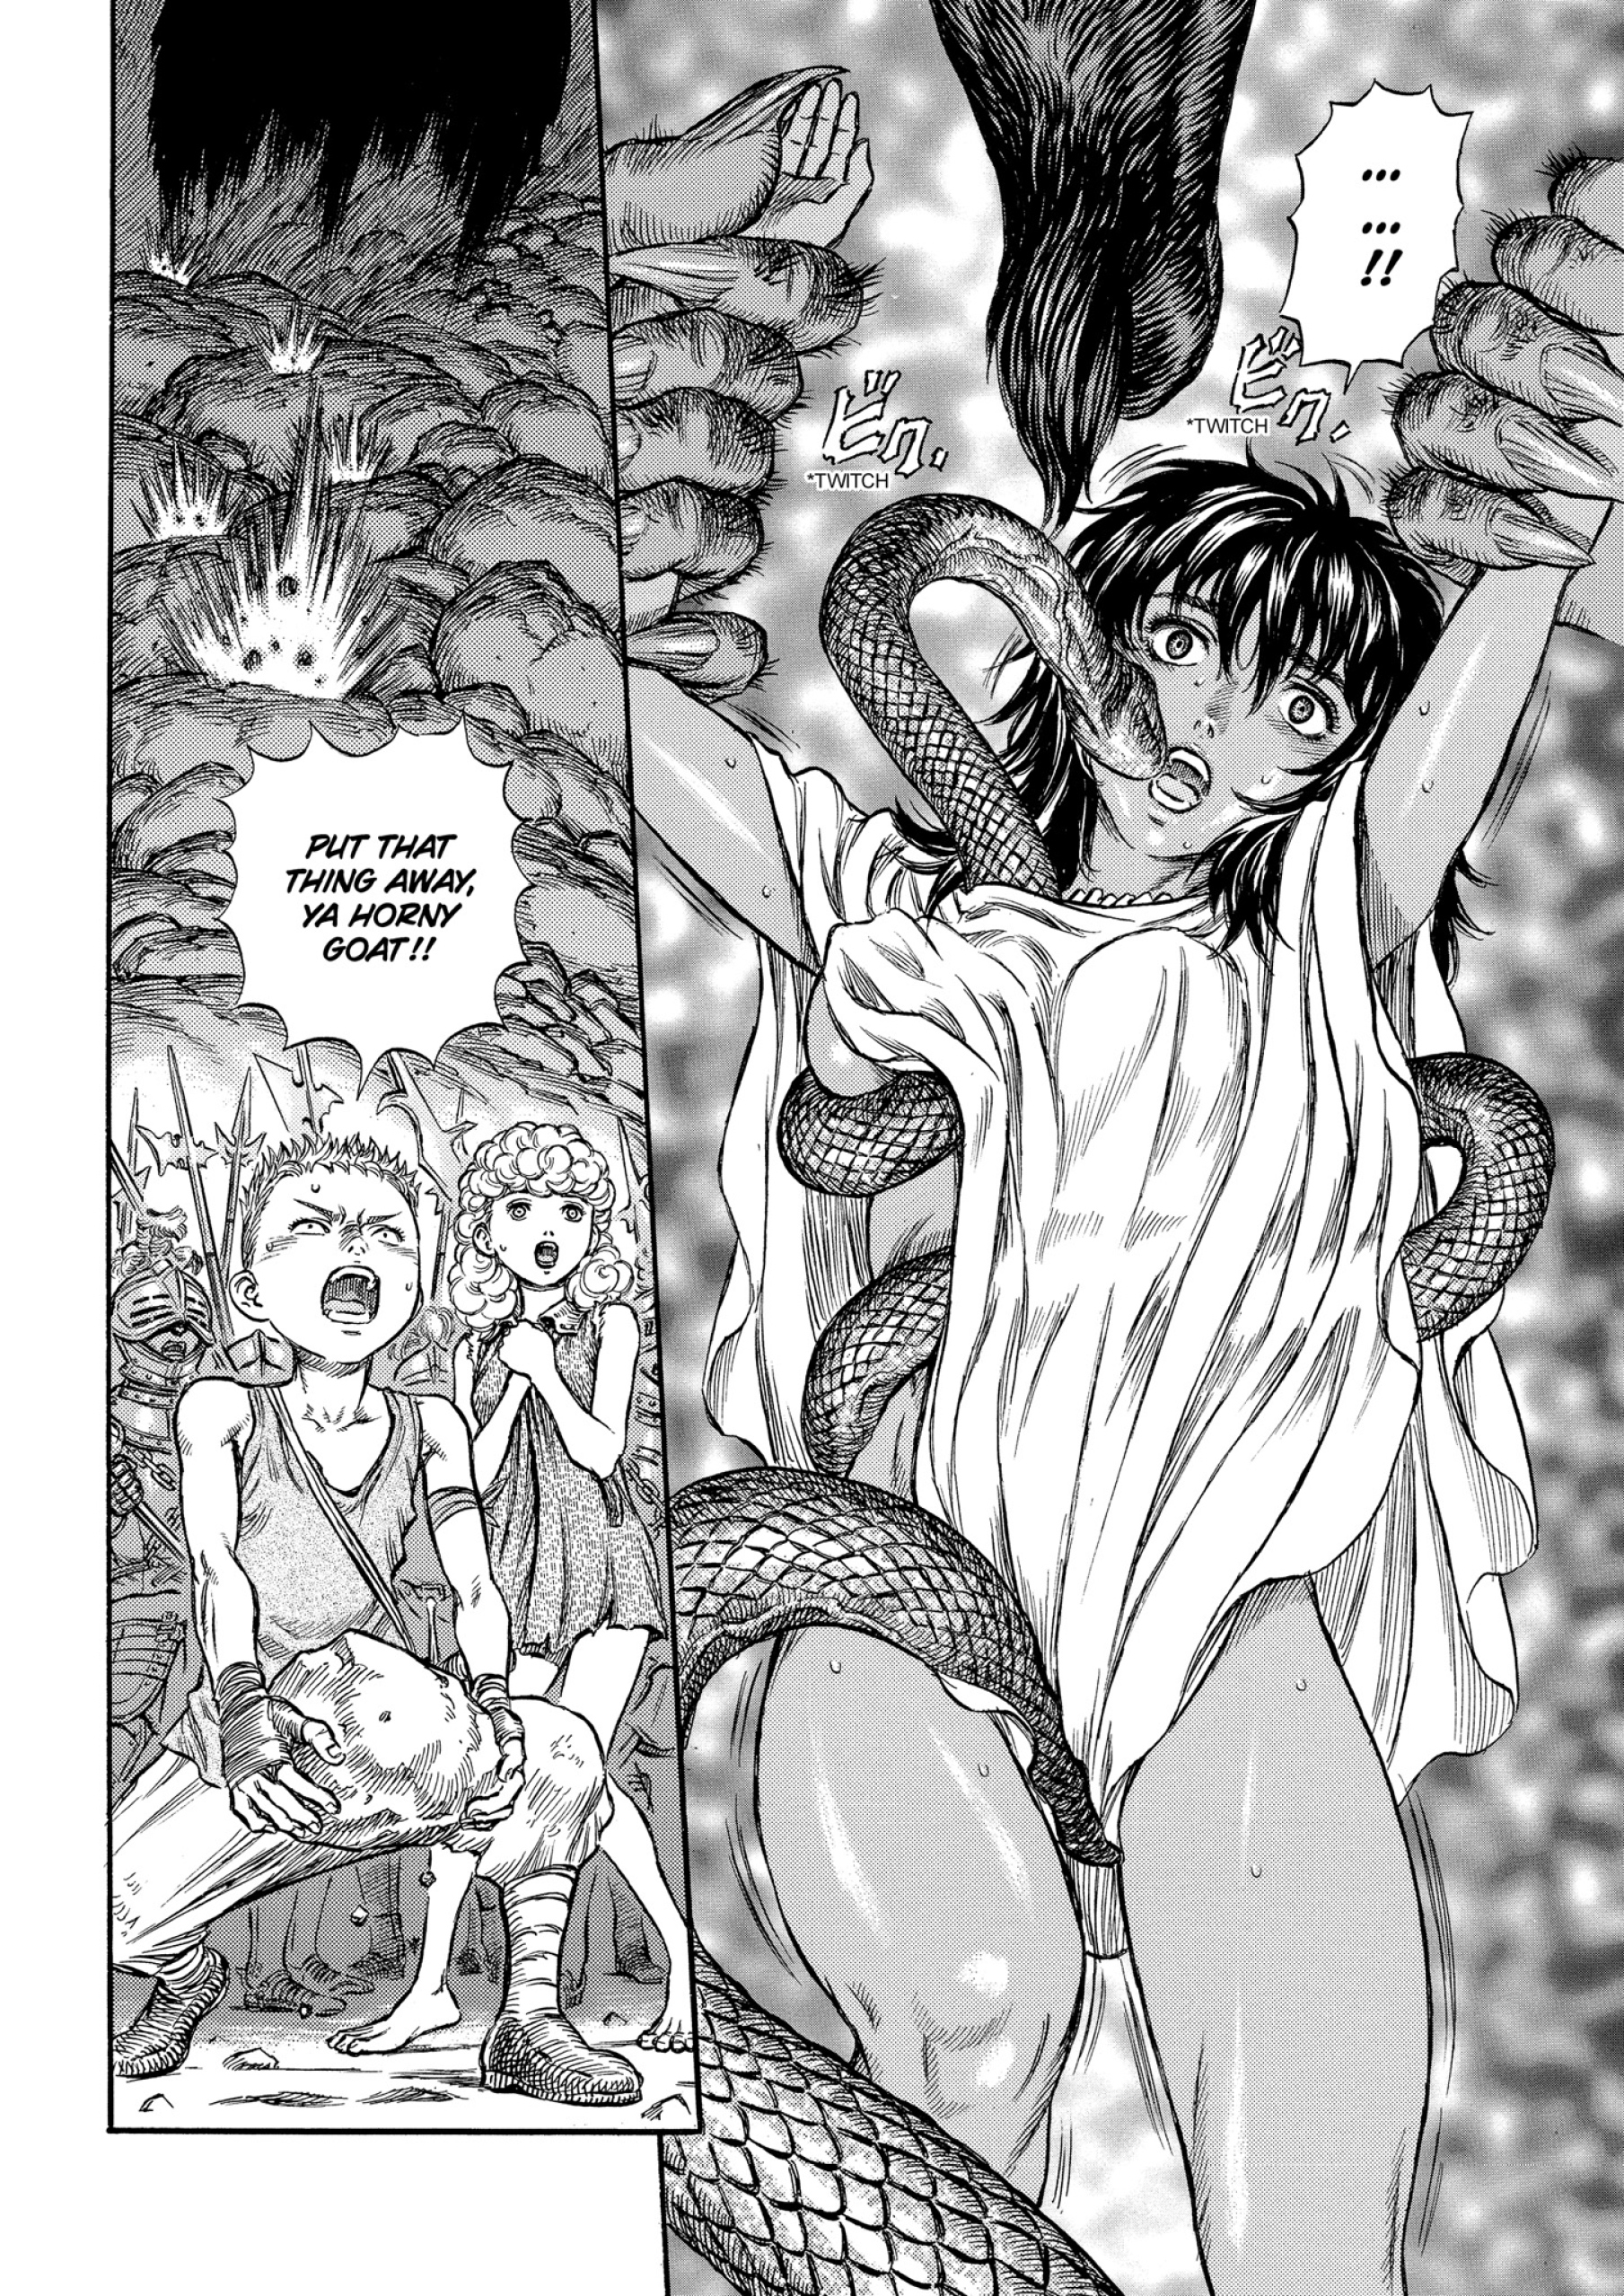 ...
...
!!
ビク.
*TWITCH
ビク.
*TWITCH
PUT THAT
THING AWAY,
YA HORNY
GOAT!!